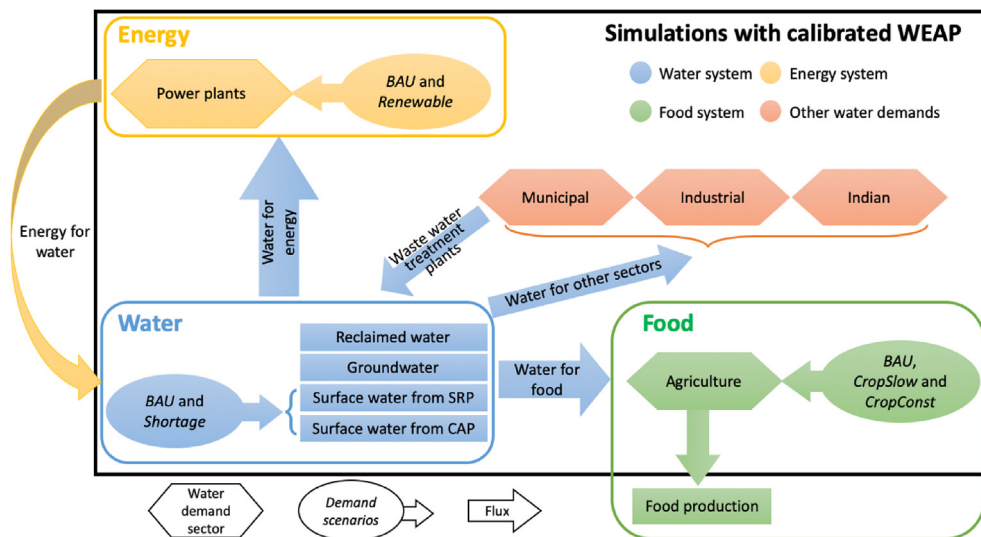 Energy
Simulations with calibrated WEAP
Power plants
BAU and
Renewable
Water system
Energy system
Food system
Other water demands
Energy for
water
Water for
energy
Municipal
Industrial
Indian
Waste water
treatment
plants
Water for other sectors
Water
Reclaimed water
Groundwater
Surface water from SRP
Surface water from CAP
BAU and
Shortage
Water for
food
Food
Agriculture
BAU,
CropSlow and
CropConst
Food production
Water
demand
sector
Demand
scenarios
Flux